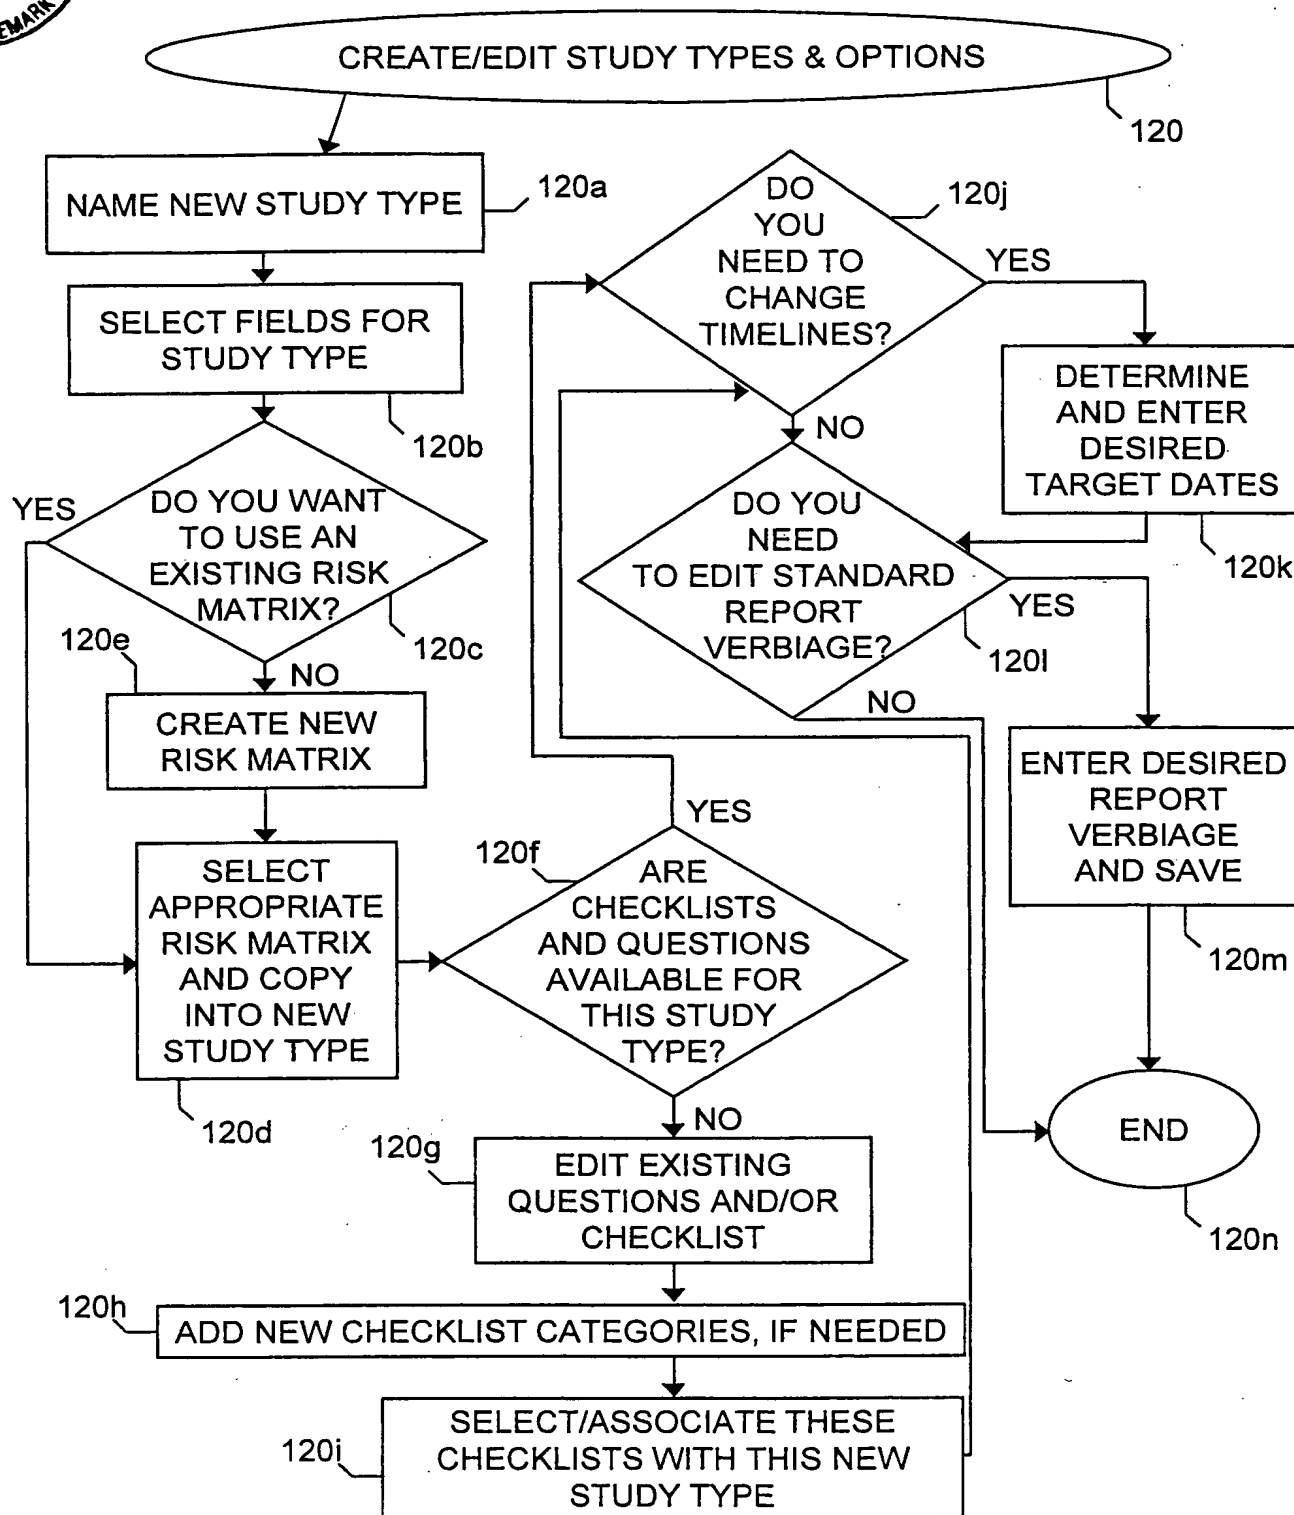 EMARK
CREATE/EDIT STUDY TYPES & OPTIONS
120
NAME NEW STUDY TYPE
120a
SELECT FIELDS FOR
STUDY TYPE
120b
DO YOU WANT
TO USE AN
EXISTING RISK
MATRIX?
YES
120c
120e
NO
CREATE NEW
RISK MATRIX
SELECT
APPROPRIATE
RISK MATRIX
AND COPY
INTO NEW
STUDY TYPE
120d
120f
YES
ARE
CHECKLISTS
AND QUESTIONS
AVAILABLE FOR
THIS STUDY
TYPE?
NO
120g
EDIT EXISTING
QUESTIONS AND/OR
CHECKLIST
120h
ADD NEW CHECKLIST CATEGORIES, IF NEEDED
120i
SELECT/ASSOCIATE THESE
CHECKLISTS WITH THIS NEW
STUDY TYPE
DO
YOU
NEED TO
CHANGE
TIMELINES?
120j
YES
NO
DETERMINE
AND ENTER
DESIRED
TARGET DATES
120k
DO YOU
NEED
TO EDIT STANDARD
REPORT
VERBIAGE?
120l
YES
NO
ENTER DESIRED
REPORT
VERBIAGE
AND SAVE
120m
END
120n